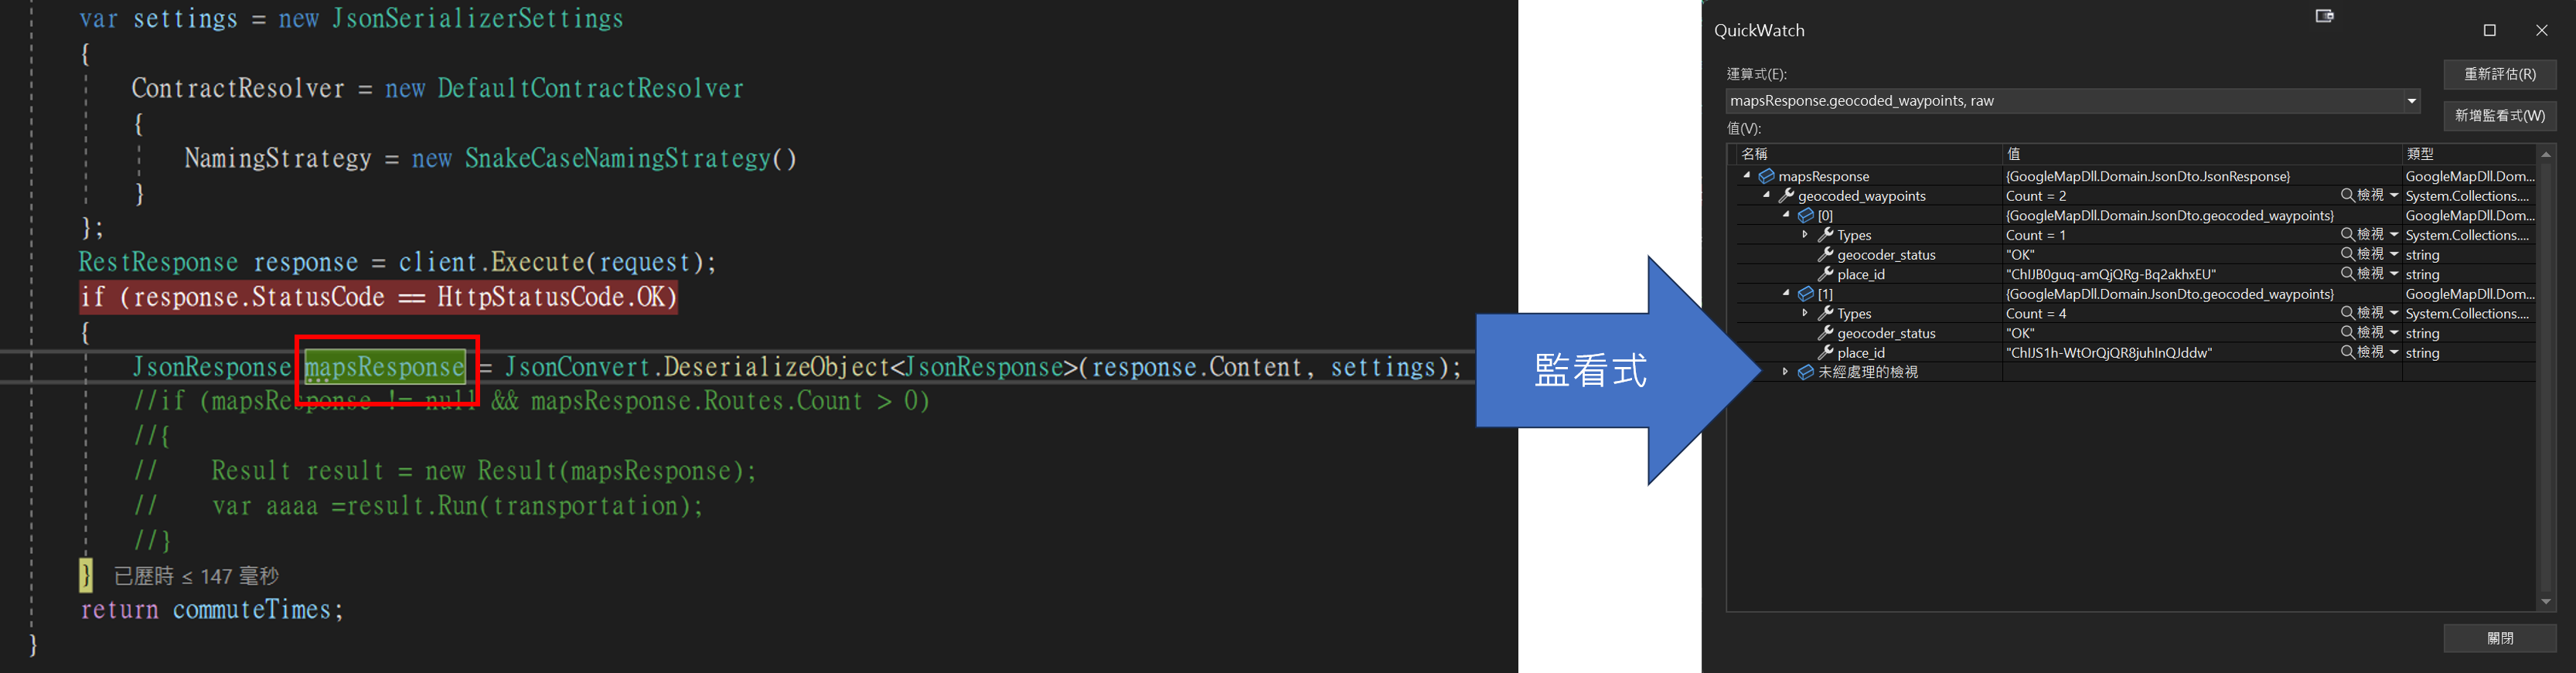 var settings = new JsonSerializerSettings
{
ContractResolver = new DefaultContractResolver
{
NamingStrategy = new SnakeCaseNamingStrategy()
}
};
RestResponse response = client.Execute(request);
if (response.StatusCode == HttpStatusCode.OK)
{
JsonResponse mapsResponse = JsonConvert.DeserializeObject<JsonResponse>(response.Content, settings);
//if (mapsResponse != null && mapsResponse.Routes.Count > 0)
//{
//    Result result = new Result(mapsResponse);
//    var aaaa =result.Run(transportation);
//}
} 已歷時 ≤ 147 毫秒
return commuteTimes;
}
監看式
QuickWatch
運算式(E):
重新評估(R)
mapsResponse.geocoded_waypoints, raw
新增監看式(W)
值(V):
名稱 值 類型
mapsResponse {GoogleMapDll.Domain.JsonDto.JsonResponse} GoogleMapDll.Dom...
geocoded_waypoints Count = 2 檢視 System.Collections....
[0] {GoogleMapDll.Domain.JsonDto.geocoded_waypoints} GoogleMapDll.Dom...
Types Count = 1 檢視 System.Collections....
geocoder_status "OK" 檢視 string
place_id "ChIJB0guq-amQjQRg-Bq2akhxEU" 檢視 string
[1] {GoogleMapDll.Domain.JsonDto.geocoded_waypoints} GoogleMapDll.Dom...
Types Count = 4 檢視 System.Collections....
geocoder_status "OK" 檢視 string
place_id "ChIJS1h-WtOrQjQR8juhInQJddw" 檢視 string
未經處理的檢視
關閉